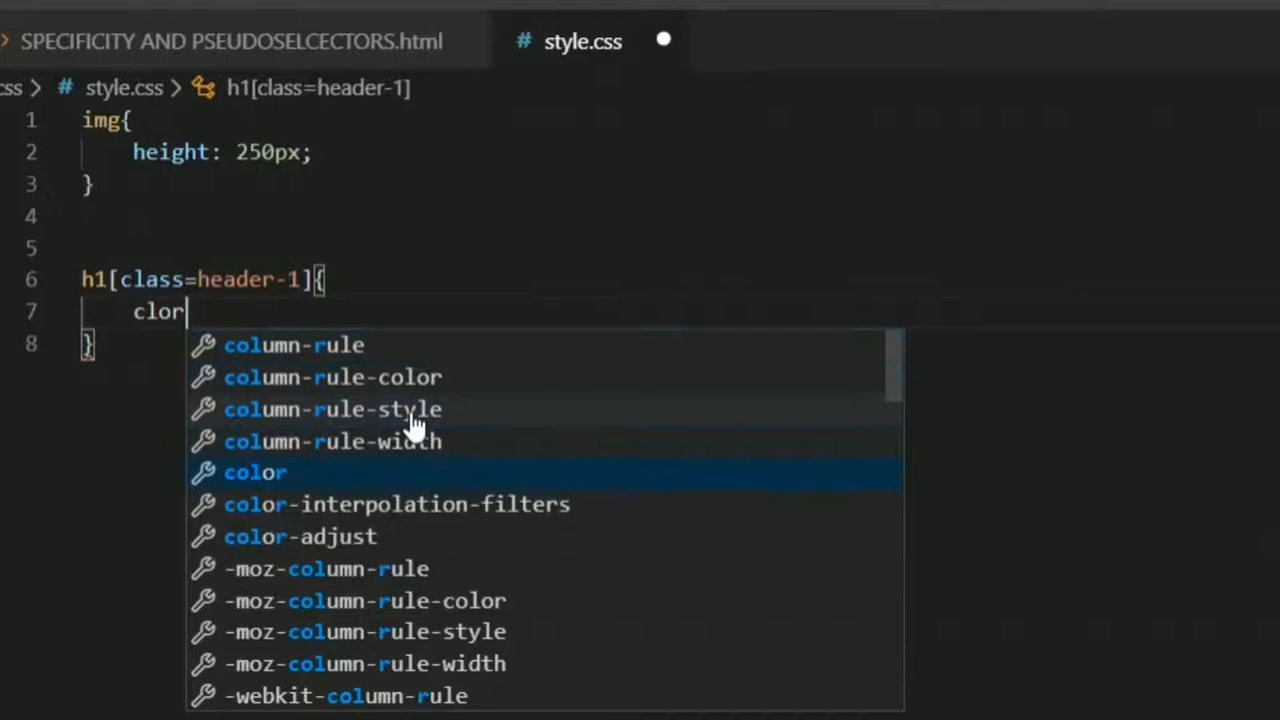 SPECIFICITY AND PSEUDOSELCECTORS.html # style.css
css > # style.css > h1[class=header-1]
1 img{
2 height: 250px;
3 }
4
5
6 h1[class=header-1]{
7 clor
8 }
column-rule
column-rule-color
column-rule-style
column-rule-width
color
color-interpolation-filters
color-adjust
-moz-column-rule
-moz-column-rule-color
-moz-column-rule-style
-moz-column-rule-width
-webkit-column-rule